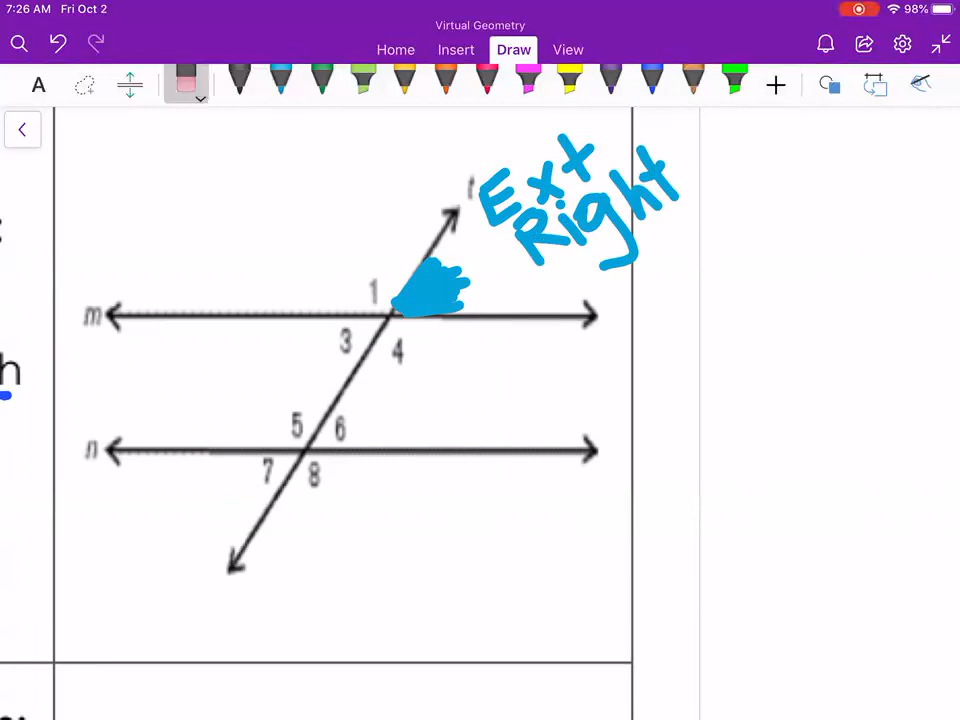 7:26 AM Fri Oct 2
98%
Virtual Geometry
Home Insert Draw View
A
t
Ext
Right
1
m
3
4
h
5
6
n
7
8